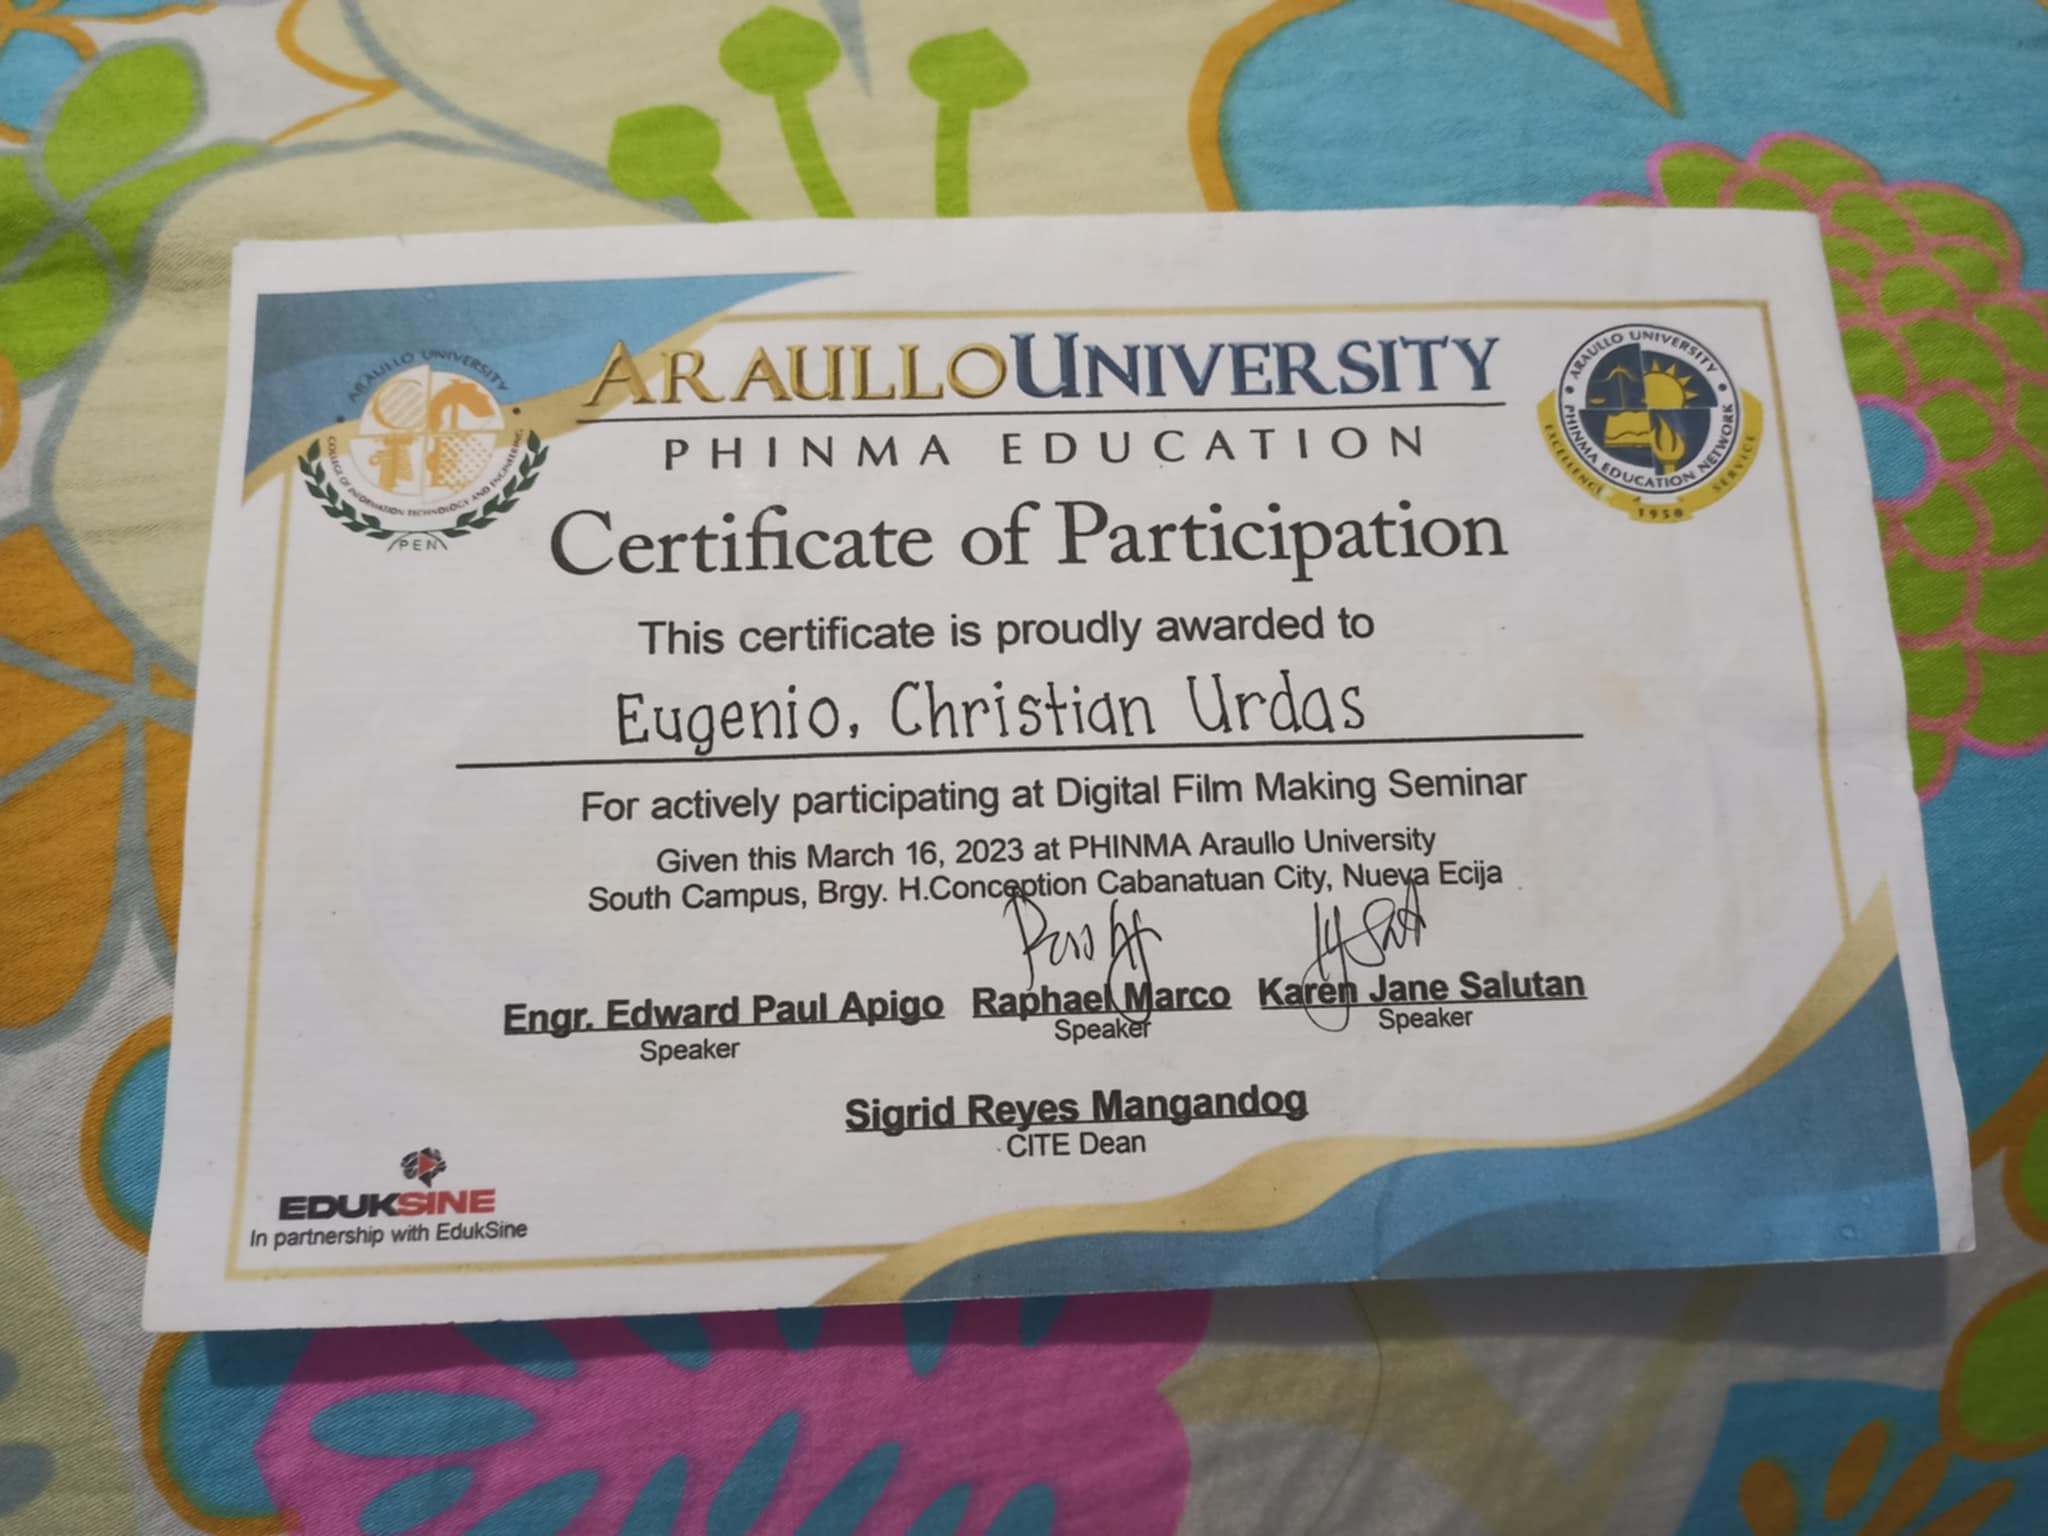 ARAULLO UNIVERSITY
PHINMA EDUCATION
ARAULLO UNIVERSITY
COLLEGE OF INFORMATION TECHNOLOGY AND ENGINEERING
PEN
ARAULLO UNIVERSITY
PHINMA EDUCATION NETWORK
EXCELLENCE
SERVICE
1950
Certificate of Participation
This certificate is proudly awarded to
Eugenio, Christian Urdas
For actively participating at Digital Film Making Seminar
Given this March 16, 2023 at PHINMA Araullo University
South Campus, Brgy. H.Conception Cabanatuan City, Nueva Ecija
Engr. Edward Paul Apigo Raphael Marco Karen Jane Salutan
Speaker Speaker Speaker
Sigrid Reyes Mangandog
CITE Dean
EDUKSINE
In partnership with EdukSine